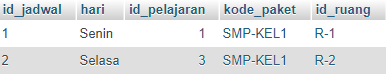 id_jadwal hari id_pelajaran kode_paket id_ruang
1 Senin 1 SMP-KEL1 R-1
2 Selasa 3 SMP-KEL1 R-2